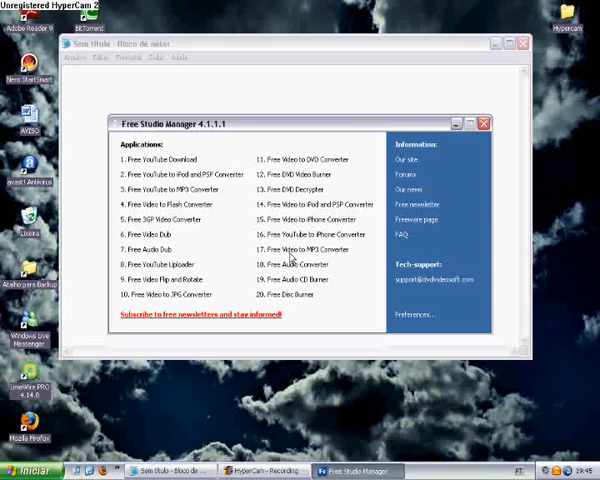 Unregistered HyperCam 2
Adobe Reader 9
BitTorrent
Hypercam
Nero StartSmart
AVISO
avast! Antivirus
Lixeira
Atalho para Backup
Windows Live
Messenger
LimeWire PRO
4.14.8
Mozilla Firefox
Sem título - Bloco de notas
Arquivo Editar Formatar Exibir Ajuda
Free Studio Manager 4.1.1.1
Applications:
1. Free YouTube Download
2. Free YouTube to iPod and PSP Converter
3. Free YouTube to MP3 Converter
4. Free Video to Flash Converter
5. Free 3GP Video Converter
6. Free Video Dub
7. Free Audio Dub
8. Free YouTube Uploader
9. Free Video Flip and Rotate
10. Free Video to JPG Converter
11. Free Video to DVD Converter
12. Free DVD Video Burner
13. Free DVD Decrypter
14. Free Video to iPod and PSP Converter
15. Free Video to iPhone Converter
16. Free YouTube to iPhone Converter
17. Free Video to MP3 Converter
18. Free Audio Converter
19. Free Audio CD Burner
20. Free Disc Burner
Subscribe to free newsletters and stay informed!
Information:
Our site
Forums
Our news
Free newsletter
Freeware page
FAQ
Tech-support:
support@dvdvideosoft.com
Preferences...
Iniciar
Sem título - Bloco de ...
HyperCam - Recording
Free Studio Manager
PT
19:45